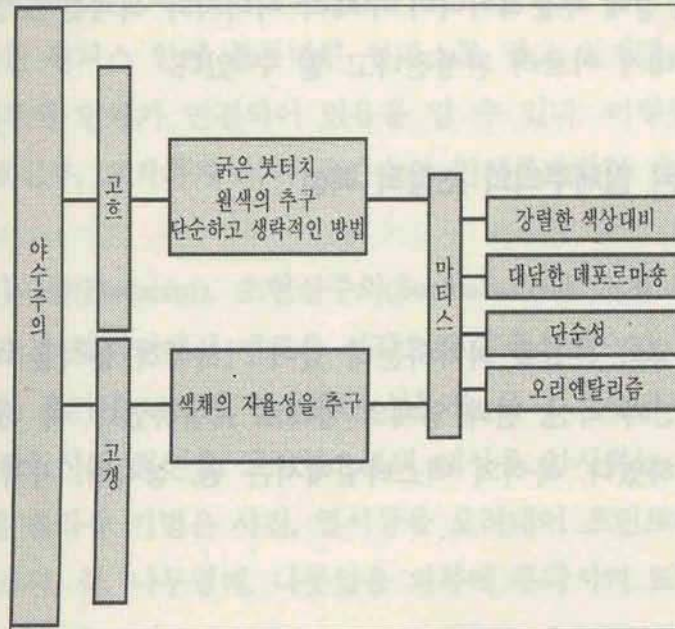 야수주의
고흐
굵은 붓터치
원색의 추구
단순하고 생략적인 방법
고갱
색채의 자율성을 추구
마티스
강렬한 색상대비
대담한 데포르마숑
단순성
오리엔탈리즘